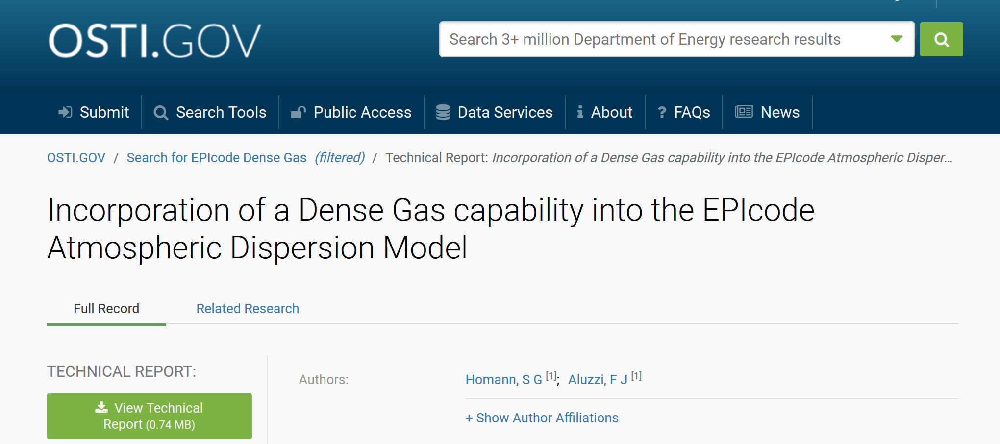 OSTI.GOV
Search 3+ million Department of Energy research results
Submit Search Tools Public Access Data Services About FAQs News
OSTI.GOV / Search for EPIcode Dense Gas (filtered) / Technical Report: Incorporation of a Dense Gas capability into the EPIcode Atmospheric Disper...
Incorporation of a Dense Gas capability into the EPIcode
Atmospheric Dispersion Model
Full Record Related Research
TECHNICAL REPORT:
View Technical
Report (0.74 MB)
Authors: Homann, S G [1]; Aluzzi, F J [1]
+ Show Author Affiliations